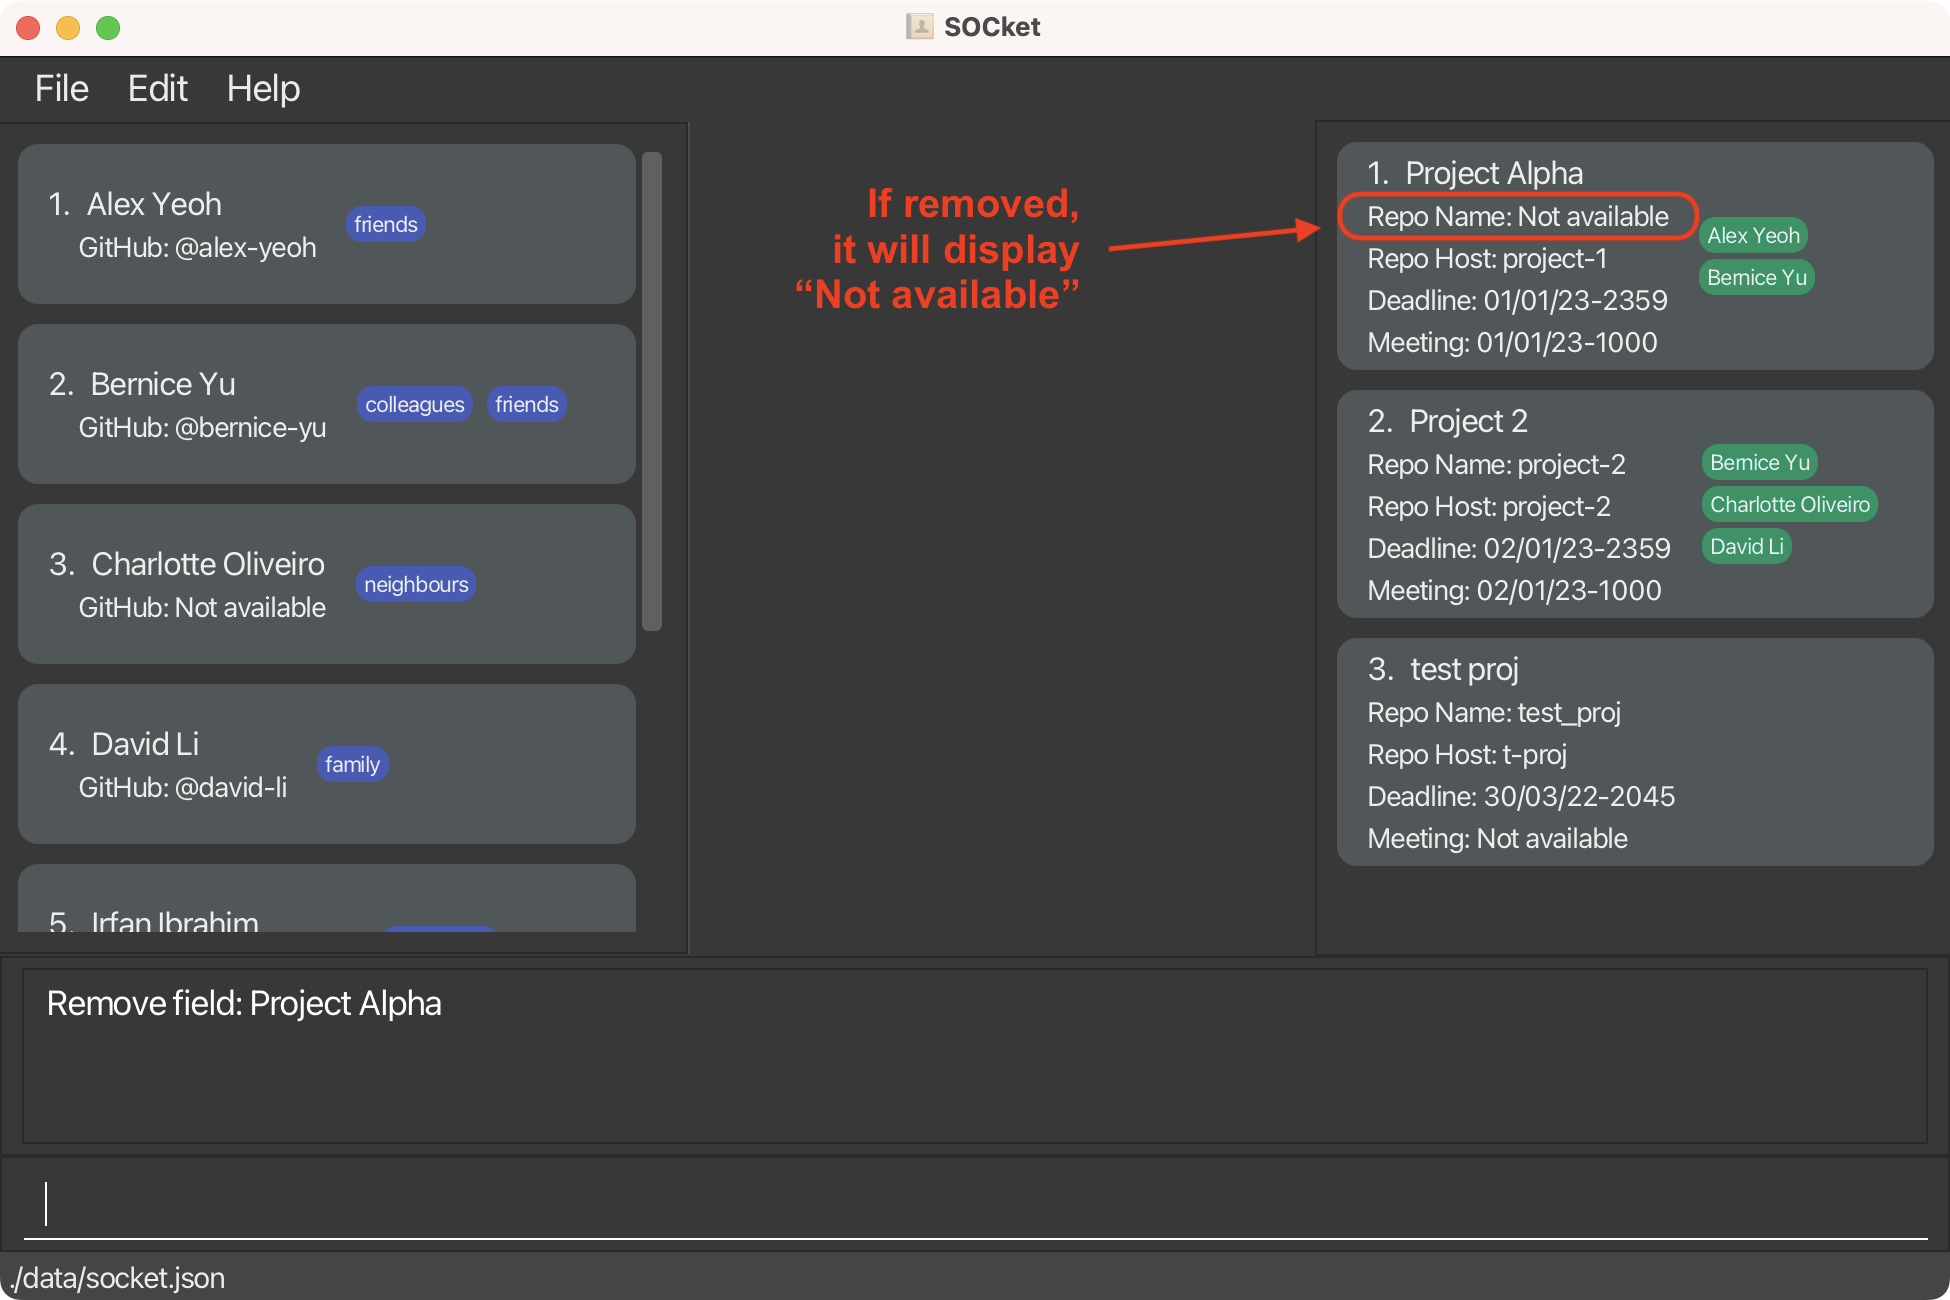 SOCket
File Edit Help
1. Alex Yeoh
GitHub: @alex-yeoh
friends
2. Bernice Yu
GitHub: @bernice-yu
colleagues friends
3. Charlotte Oliveiro
GitHub: Not available
neighbours
4. David Li
GitHub: @david-li
family
5. Irfan Ibrahim
If removed,
it will display
“Not available”
1. Project Alpha
Repo Name: Not available
Repo Host: project-1
Deadline: 01/01/23-2359
Meeting: 01/01/23-1000
Alex Yeoh
Bernice Yu
2. Project 2
Repo Name: project-2
Repo Host: project-2
Deadline: 02/01/23-2359
Meeting: 02/01/23-1000
Bernice Yu
Charlotte Oliveiro
David Li
3. test proj
Repo Name: test_proj
Repo Host: t-proj
Deadline: 30/03/22-2045
Meeting: Not available
Remove field: Project Alpha
./data/socket.json